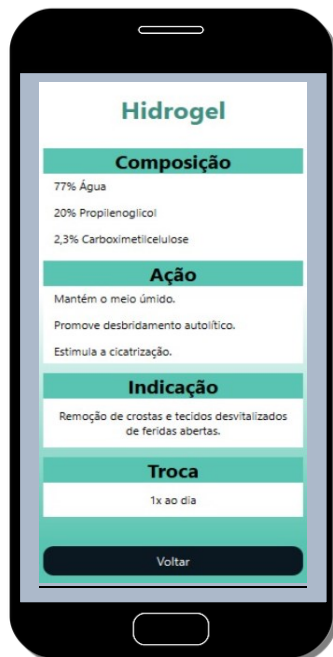 Hidrogel
Composição
77% Água
20% Propilenoglicol
2,3% Carboximetilcelulose
Ação
Mantém o meio úmido.
Promove desbridamento autolítico.
Estimula a cicatrização.
Indicação
Remoção de crostas e tecidos desvitalizados
de feridas abertas.
Troca
1x ao dia
Voltar